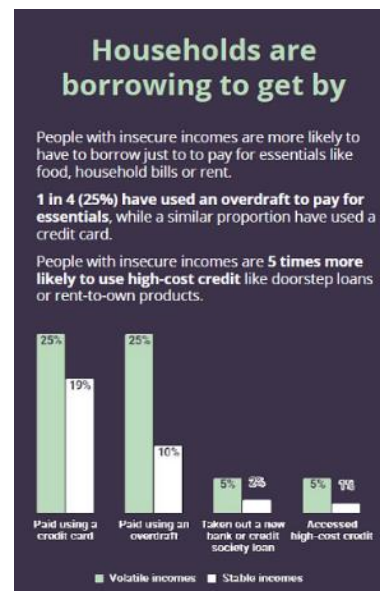 Households are
borrowing to get by
People with insecure incomes are more likely to
have to borrow just to to pay for essentials like
food, household bills or rent.
1 in 4 (25%) have used an overdraft to pay for
essentials, while a similar proportion have used a
credit card.
People with insecure incomes are 5 times more
likely to use high-cost credit like doorstep loans
or rent-to-own products.
25% 19% 25% 10% 5% 2% 5% 1%
Paid using a
credit card
Paid using an
overdraft
Taken out a new
bank or credit
society loan
Accessed
high-cost credit
Volatile incomes Stable incomes